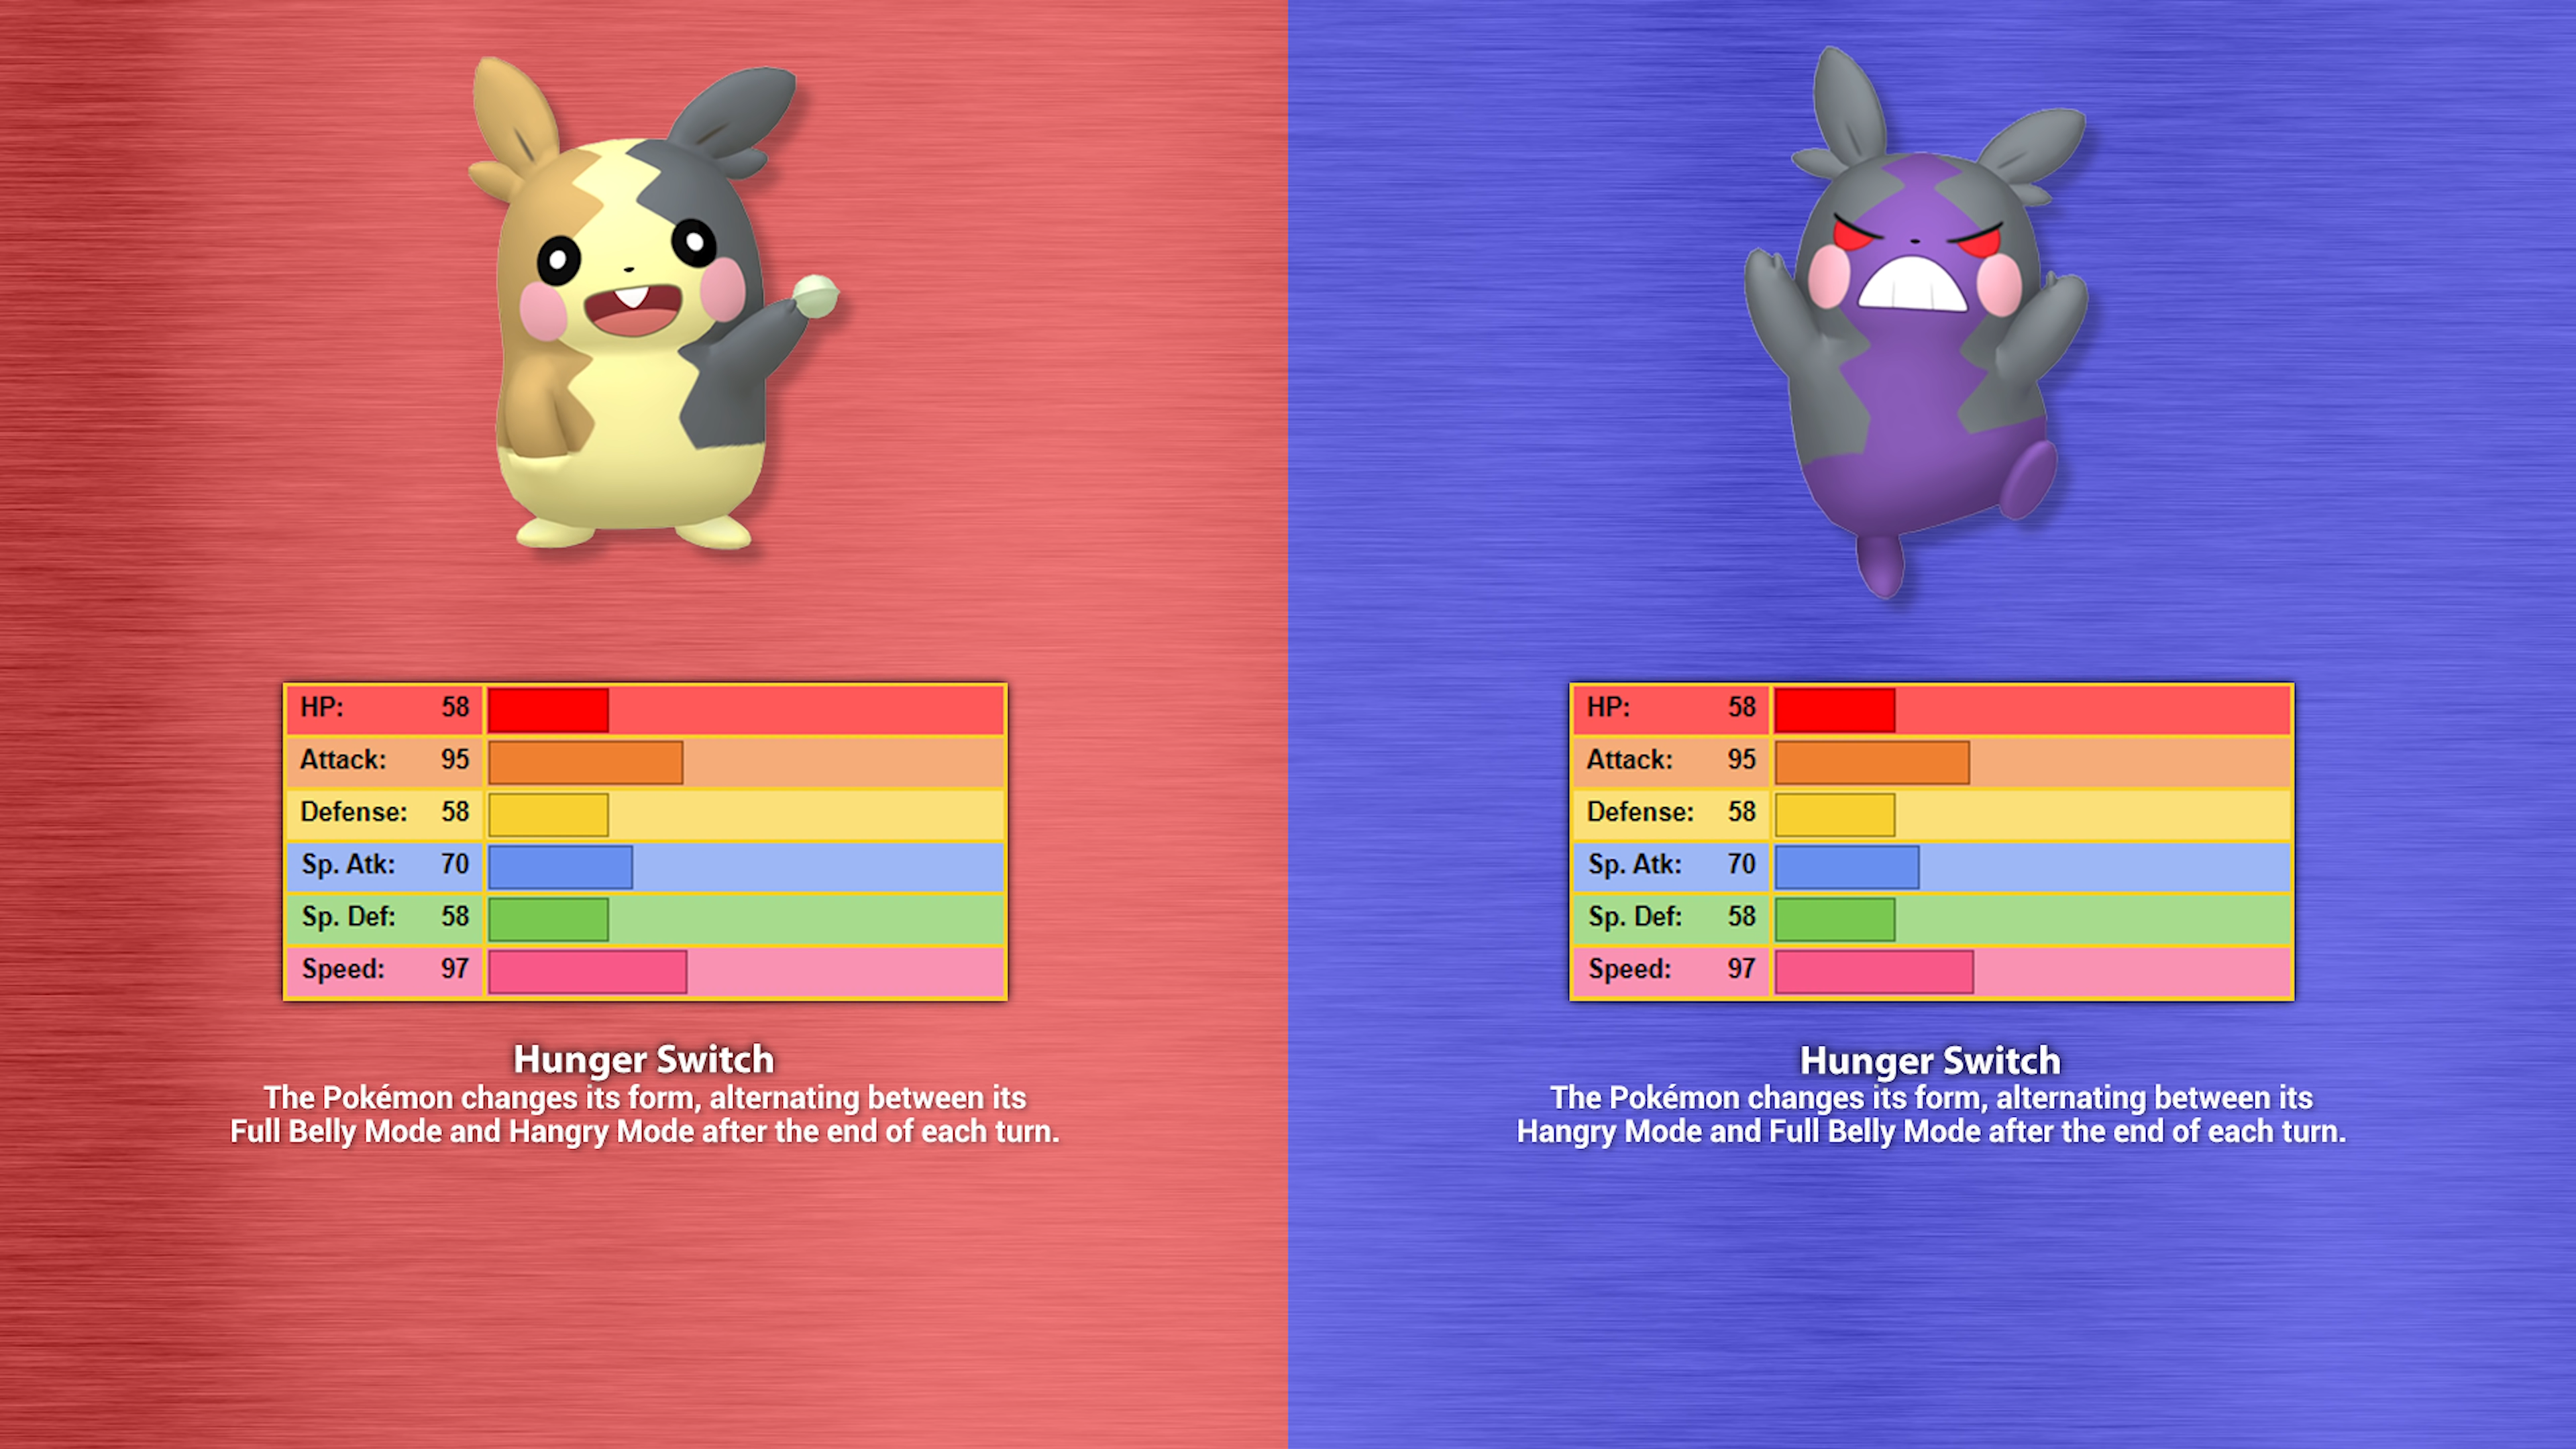 HP: 58
Attack: 95
Defense: 58
Sp. Atk: 70
Sp. Def: 58
Speed: 97
Hunger Switch
The Pokémon changes its form, alternating between its
Full Belly Mode and Hangry Mode after the end of each turn.
HP: 58
Attack: 95
Defense: 58
Sp. Atk: 70
Sp. Def: 58
Speed: 97
Hunger Switch
The Pokémon changes its form, alternating between its
Hangry Mode and Full Belly Mode after the end of each turn.